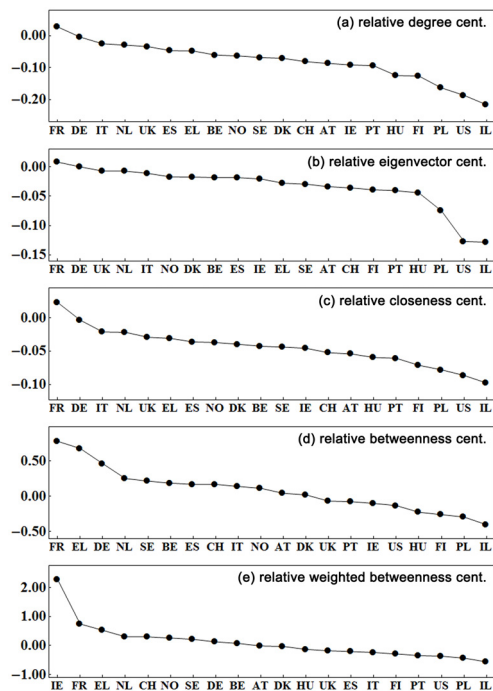 (a) relative degree cent.
0.00
−0.10
−0.20
FR DE IT NL UK ES EL BE NO SE DK CH AT IE PT HU FI PL US IL
(b) relative eigenvector cent.
0.00
−0.05
−0.10
−0.15
FR DE UK NL IT NO DK BE ES IE EL SE AT CH FI PT HU PL US IL
(c) relative closeness cent.
0.00
−0.05
−0.10
FR DE IT NL UK EL ES NO DK BE SE IE CH AT HU PT FI PL US IL
(d) relative betweenness cent.
0.50
0.00
−0.50
FR EL DE NL SE BE ES CH IT NO AT DK UK PT IE US HU FI PL IL
(e) relative weighted betweenness cent.
2.00
1.00
0.00
−1.00
IE FR EL NL CH NO SE DE BE AT DK HU UK ES IT FI PT US PL IL